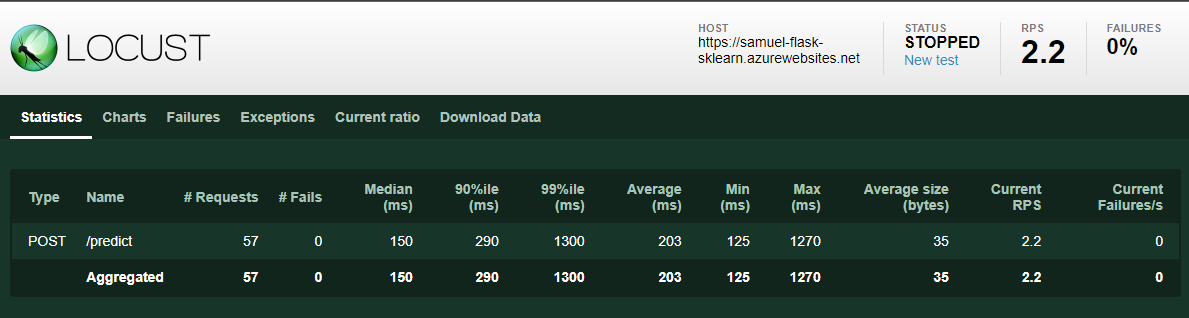 LOCUST
HOST
https://samuel-flask-
sklearn.azurewebsites.net
STATUS
STOPPED
New test
RPS
2.2
FAILURES
0%
Statistics Charts Failures Exceptions Current ratio Download Data
Type Name # Requests # Fails Median (ms) 90%ile (ms) 99%ile (ms) Average (ms) Min (ms) Max (ms) Average size (bytes) Current RPS Current Failures/s
POST /predict 57 0 150 290 1300 203 125 1270 35 2.2 0
Aggregated 57 0 150 290 1300 203 125 1270 35 2.2 0